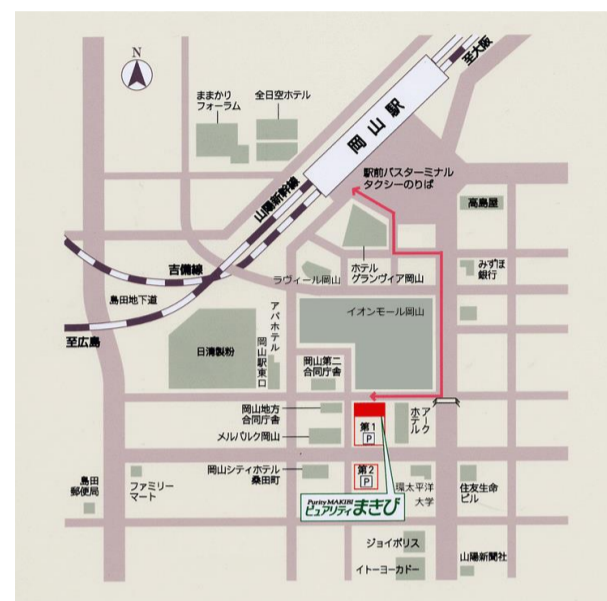 N
至大阪
ままかり
フォーラム
全日空ホテル
岡山駅
駅前バスターミナル
タクシーのりば
山陽新幹線
高島屋
吉備線
ホテル
グランヴィア岡山
みずほ
銀行
ラヴィール岡山
島田地下道
イオンモール岡山
至広島
日清製粉
アパホテル
岡山駅東口
岡山第二
合同庁舎
岡山地方
合同庁舎
第1
P
アーク
ホテル
メルパルク岡山
岡山シティホテル
桑田町
第2
P
島田
郵便局
ファミリー
マート
環太平洋
大学
住友生命
ビル
Purity MAKIBI
ピュアリティまきび
ジョイポリス
イトーヨーカドー
山陽新聞社